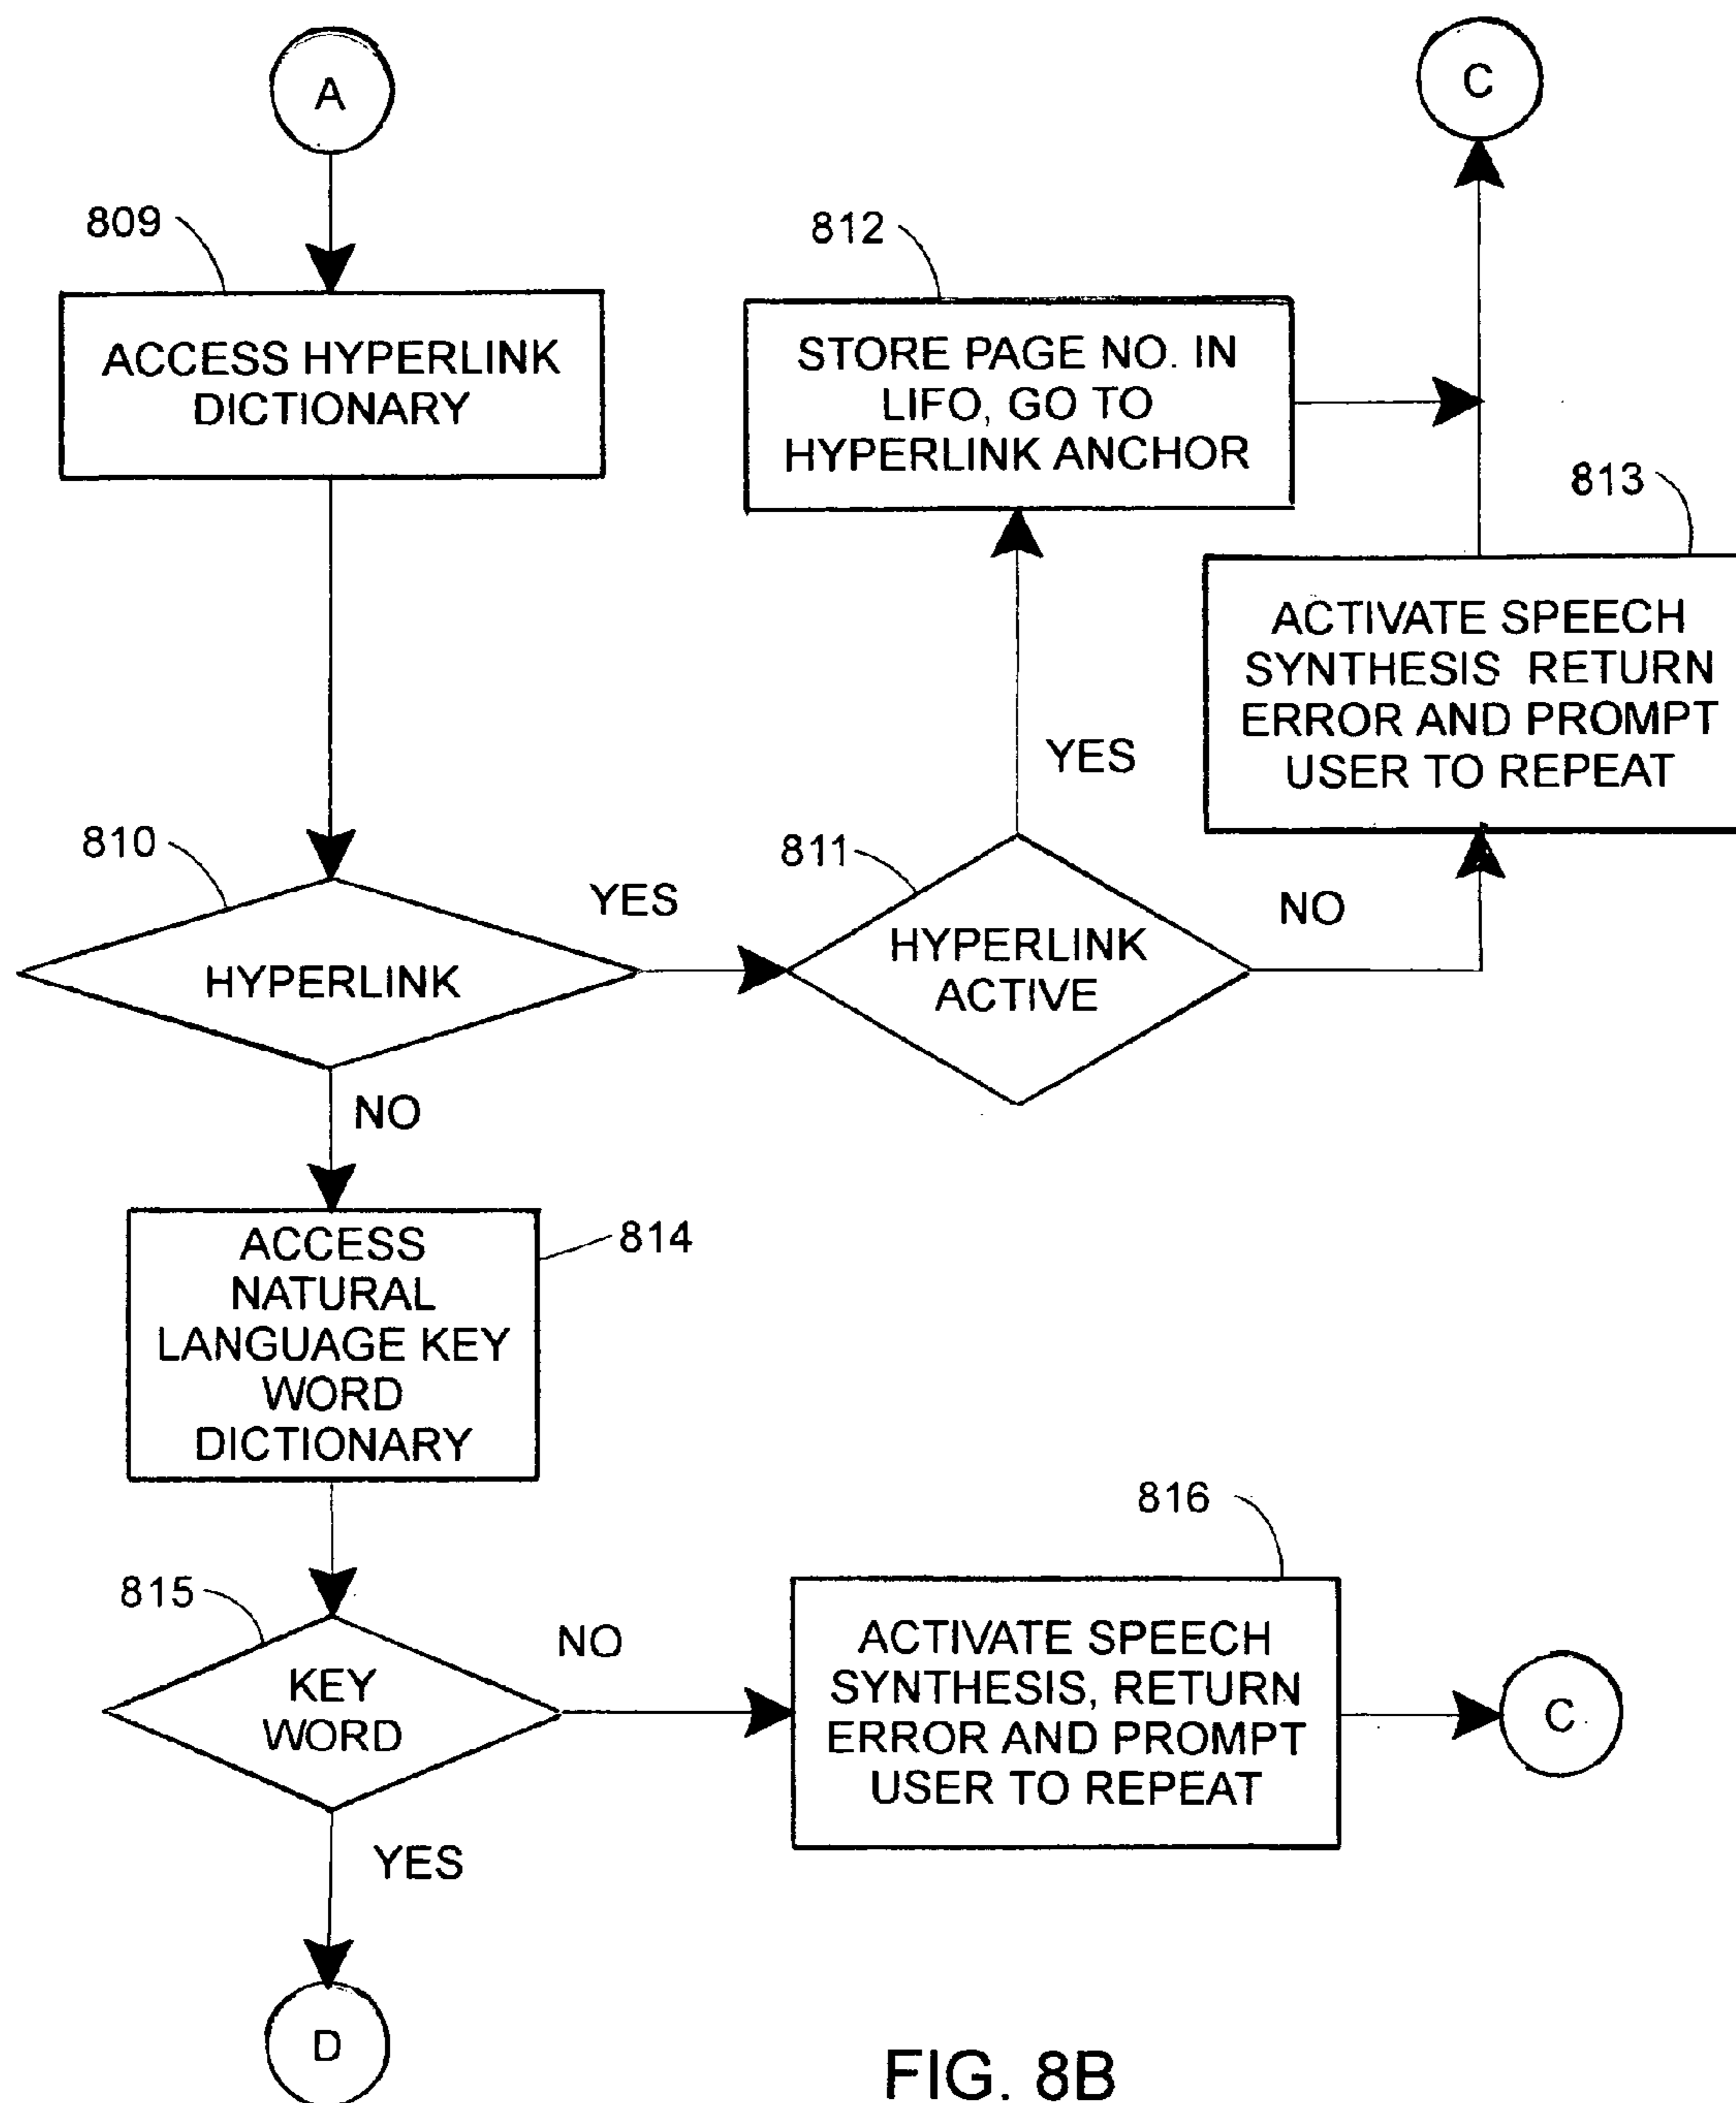 A
C
809
ACCESS HYPERLINK
DICTIONARY
812
STORE PAGE NO. IN
LIFO, GO TO
HYPERLINK ANCHOR
813
ACTIVATE SPEECH
SYNTHESIS RETURN
ERROR AND PROMPT
USER TO REPEAT
810
HYPERLINK
YES
811
HYPERLINK
ACTIVE
YES
NO
NO
814
ACCESS
NATURAL
LANGUAGE KEY
WORD
DICTIONARY
815
KEY
WORD
NO
816
ACTIVATE SPEECH
SYNTHESIS, RETURN
ERROR AND PROMPT
USER TO REPEAT
C
YES
D
FIG. 8B